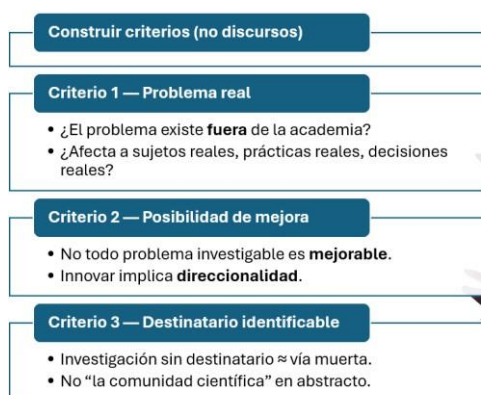 Construir criterios (no discursos)
Criterio 1 — Problema real
• ¿El problema existe fuera de la academia?
• ¿Afecta a sujetos reales, prácticas reales, decisiones
reales?
Criterio 2 — Posibilidad de mejora
• No todo problema investigable es mejorable.
• Innovar implica direccionalidad.
Criterio 3 — Destinatario identificable
• Investigación sin destinatario ≈ vía muerta.
• No “la comunidad científica” en abstracto.